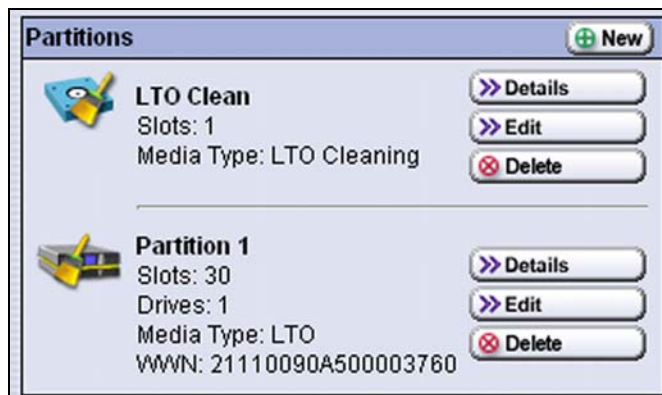 Partitions
New
LTO Clean
Slots: 1
Media Type: LTO Cleaning
Details
Edit
Delete
Partition 1
Slots: 30
Drives: 1
Media Type: LTO
WWN: 21110090A500003760
Details
Edit
Delete